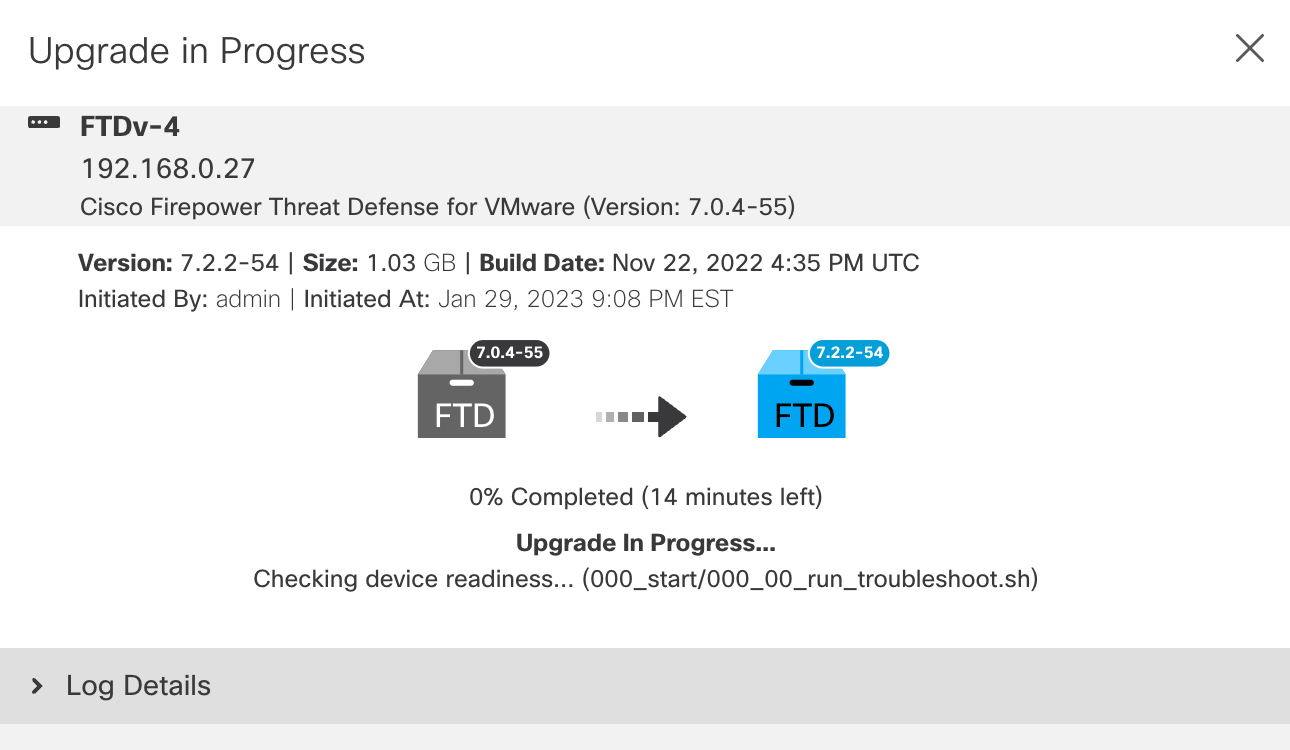 Upgrade in Progress
FTDv-4
192.168.0.27
Cisco Firepower Threat Defense for VMware (Version: 7.0.4-55)
Version: 7.2.2-54 | Size: 1.03 GB | Build Date: Nov 22, 2022 4:35 PM UTC
Initiated By: admin | Initiated At: Jan 29, 2023 9:08 PM EST
7.0.4-55 7.2.2-54
FTD FTD
0% Completed (14 minutes left)
Upgrade In Progress...
Checking device readiness... (000_start/000_00_run_troubleshoot.sh)
Log Details